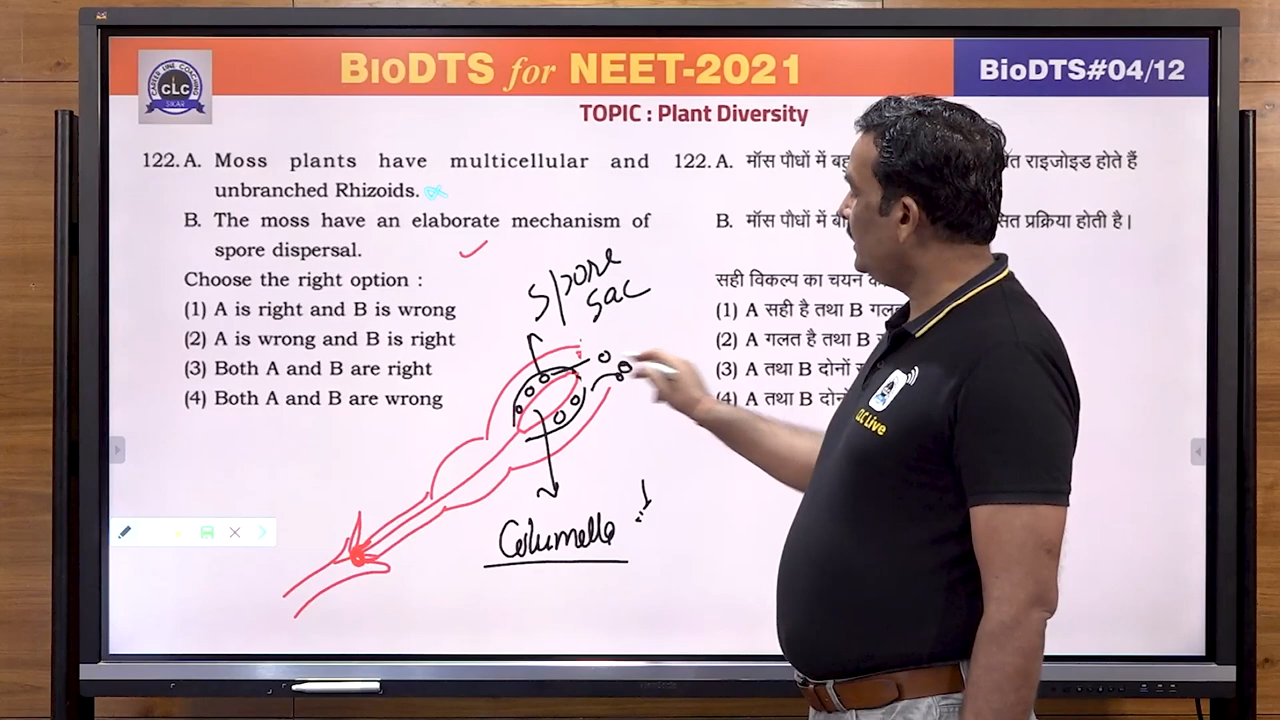 BIODTS for NEET-2021
BioDTS#04/12
CAREER LINE COACHING
CLC
SIKAR
TOPIC : Plant Diversity
122. A. Moss plants have multicellular and
unbranched Rhizoids.
B. The moss have an elaborate mechanism of
spore dispersal.
Choose the right option :
(1) A is right and B is wrong
(2) A is wrong and B is right
(3) Both A and B are right
(4) Both A and B are wrong
spore
sac
Columella
122. A. मॉस पौधों में राइजोइड होते हैं
B. मॉस पौधों में प्रक्रिया होती है।
सही विकल्प का चयन
(1) A सही है तथा B
(2) A गलत है तथा B
(3) A तथा B दोनों
(4) A तथा B
CLC Live